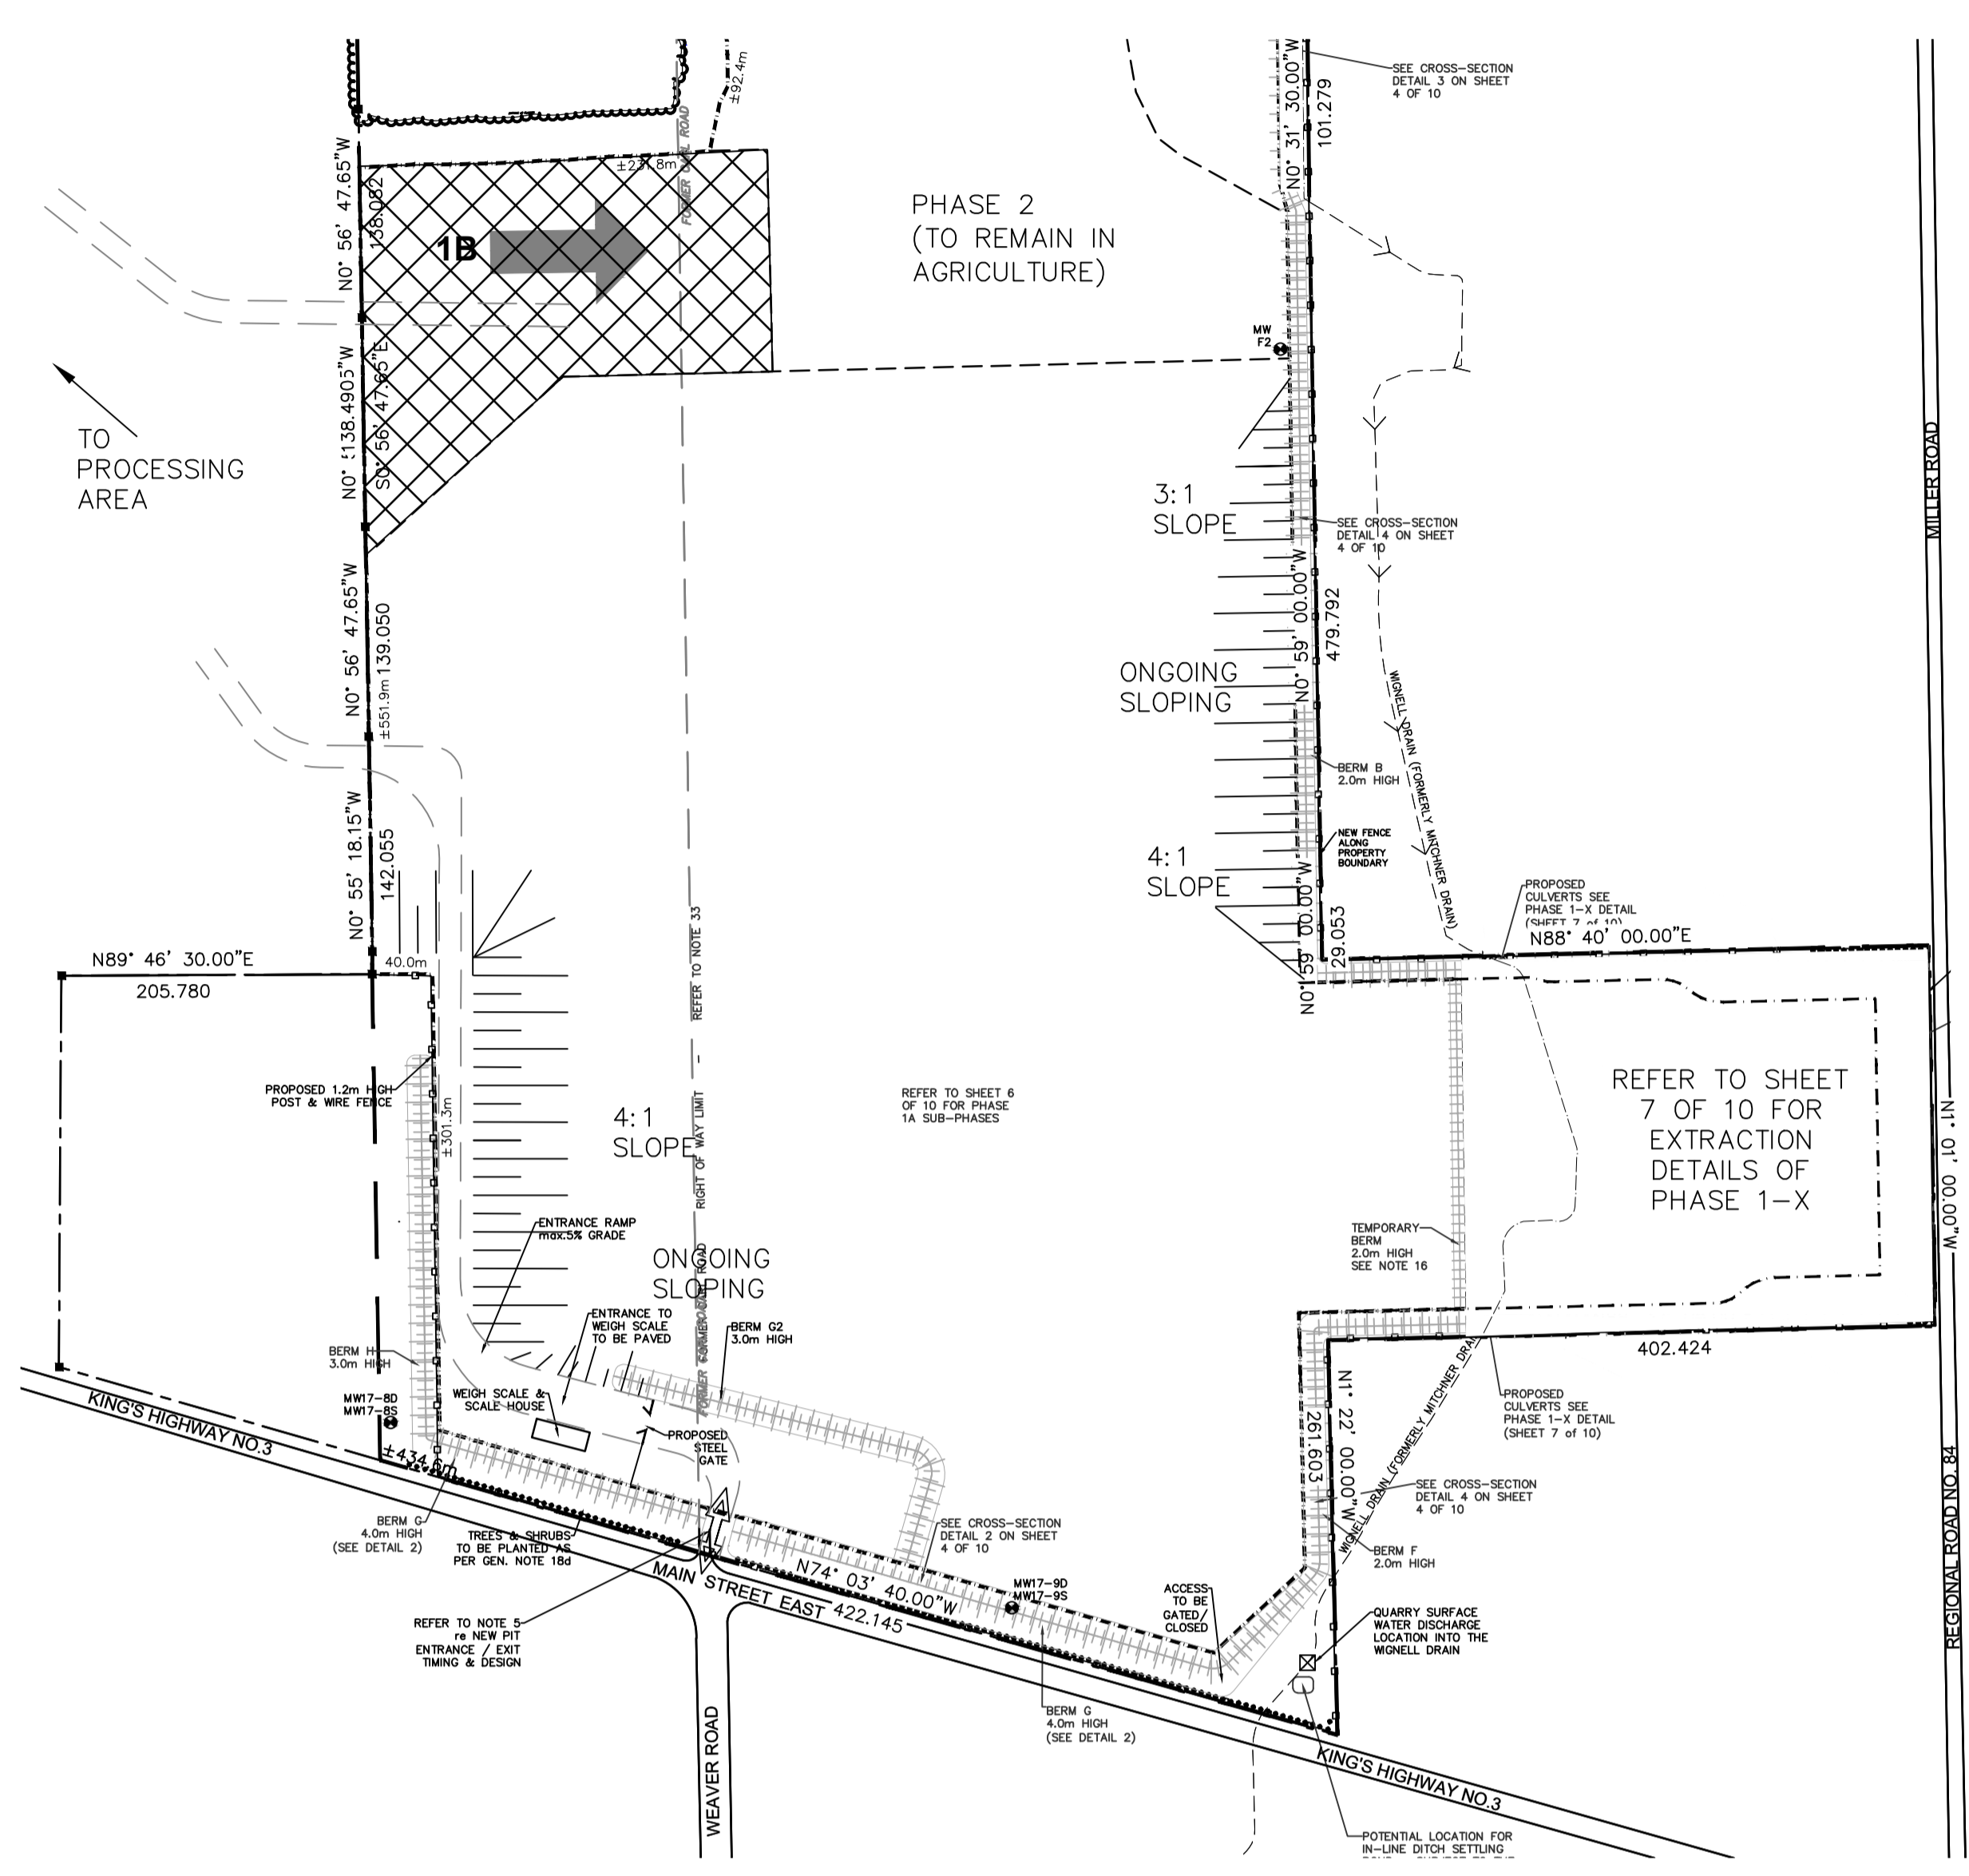 SEE CROSS-SECTION
DETAIL 3 ON SHEET
4 OF 10
N0° 31' 30.00"W
101.279
±92.4m
FORMER CANAL ROAD
N0° 56' 47.65"W
138.082
1B
PHASE 2
(TO REMAIN IN
AGRICULTURE)
MW
F2
TO
PROCESSING
AREA
138.4905"W
S0° 56' 47.65"E
3:1
SLOPE
SEE CROSS-SECTION
DETAIL 4 ON SHEET
4 OF 10
MILLER ROAD
N0° 56' 47.65"W
±551.9m
139.050
N0° 59' 00.00"W
479.792
ONGOING
SLOPING
WIGNELL DRAIN (FORMERLY MITCHNER DRAIN)
BERM B
2.0m HIGH
NEW FENCE
ALONG
PROPERTY
BOUNDARY
N0° 55' 18.15"W
142.055
4:1
SLOPE
29.053
PROPOSED
CULVERTS SEE
PHASE 1-X DETAIL
(SHEET 7 of 10)
N88° 40' 00.00"E
N89° 46' 30.00"E
205.780
40.0m
REFER TO NOTE 33
RIGHT OF WAY LIMIT -
PROPOSED 1.2m HIGH
POST & WIRE FENCE
±301.3m
4:1
SLOPE
REFER TO SHEET 6
OF 10 FOR PHASE
1A SUB-PHASES
REFER TO SHEET
7 OF 10 FOR
EXTRACTION
DETAILS OF
PHASE 1-X
N1° 01' 00.00"W
ENTRANCE RAMP
max.5% GRADE
ONGOING
SLOPING
TEMPORARY
BERM
2.0m HIGH
SEE NOTE 16
ENTRANCE TO
WEIGH SCALE
TO BE PAVED
BERM G2
3.0m HIGH
BERM H
3.0m HIGH
402.424
WEIGH SCALE &
SCALE HOUSE
MW17-8D
MW17-8S
KING'S HIGHWAY NO.3
±434.6m
PROPOSED
STEEL
GATE
N1° 22' 00.00"W
261.603
WIGNELL DRAIN (FORMERLY MITCHNER DRAIN)
PROPOSED
CULVERTS SEE
PHASE 1-X DETAIL
(SHEET 7 of 10)
SEE CROSS-SECTION
DETAIL 4 ON SHEET
4 OF 10
REGIONAL ROAD NO. 84
BERM G
4.0m HIGH
(SEE DETAIL 2)
TREES & SHRUBS
TO BE PLANTED AS
PER GEN. NOTE 18d
SEE CROSS-SECTION
DETAIL 2 ON SHEET
4 OF 10
BERM F
2.0m HIGH
N74° 03' 40.00"W
MAIN STREET EAST
422.145
MW17-9D
MW17-9S
ACCESS
TO BE
GATED/
CLOSED
REFER TO NOTE 5
re NEW PIT
ENTRANCE / EXIT
TIMING & DESIGN
QUARRY SURFACE
WATER DISCHARGE
LOCATION INTO THE
WIGNELL DRAIN
BERM G
4.0m HIGH
(SEE DETAIL 2)
WEAVER ROAD
KING'S HIGHWAY NO.3
POTENTIAL LOCATION FOR
IN-LINE DITCH SETTLING